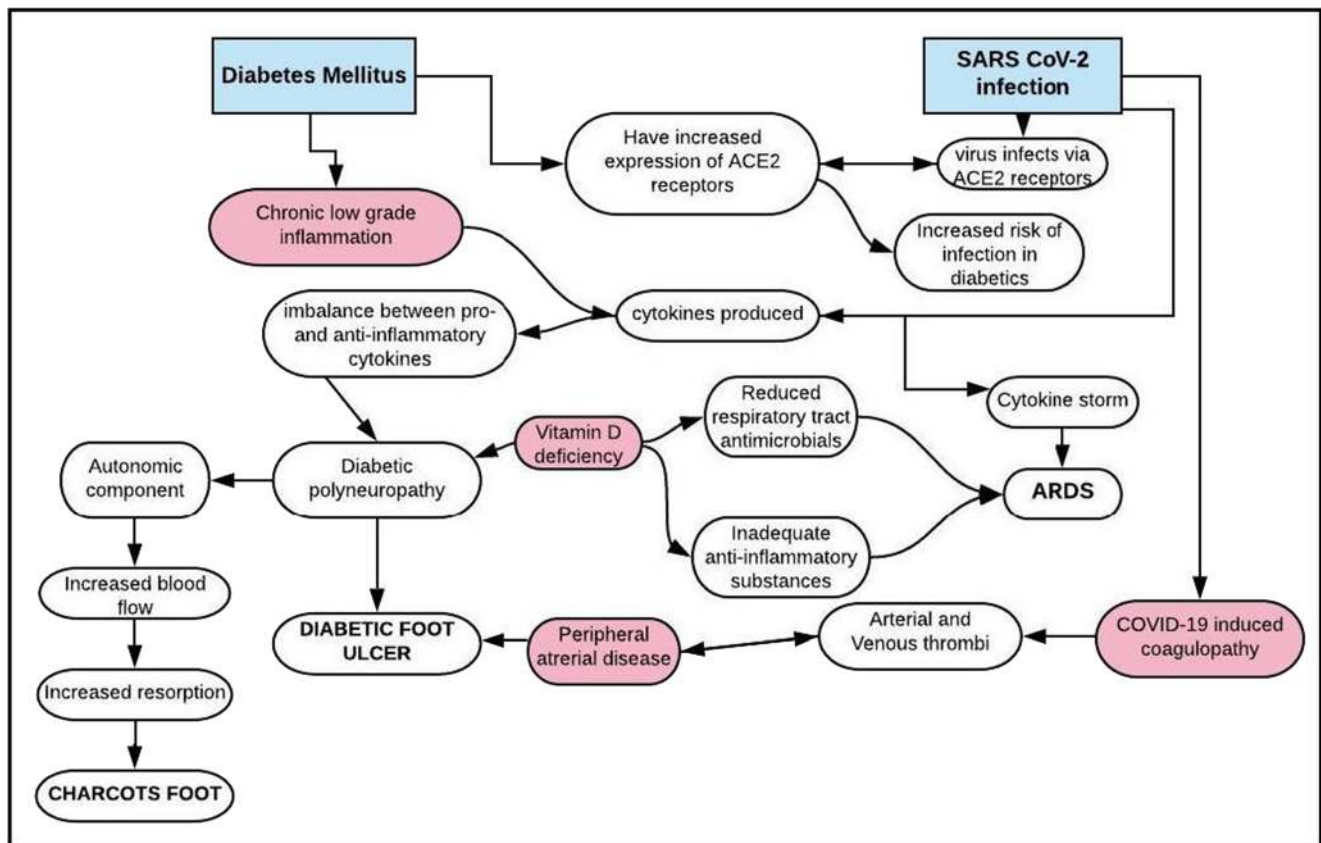 Diabetes Mellitus
SARS CoV-2
infection
Have increased
expression of ACE2
receptors
virus infects via
ACE2 receptors
Chronic low grade
inflammation
Increased risk of
infection in
diabetics
imbalance between pro-
and anti-inflammatory
cytokines
cytokines produced
Reduced
respiratory tract
antimicrobials
Cytokine storm
Vitamin D
deficiency
Autonomic
component
Diabetic
polyneuropathy
ARDS
Inadequate
anti-inflammatory
substances
Increased blood
flow
DIABETIC FOOT
ULCER
Peripheral
atrerial disease
Arterial and
Venous thrombi
COVID-19 induced
coagulopathy
Increased resorption
CHARCOTS FOOT